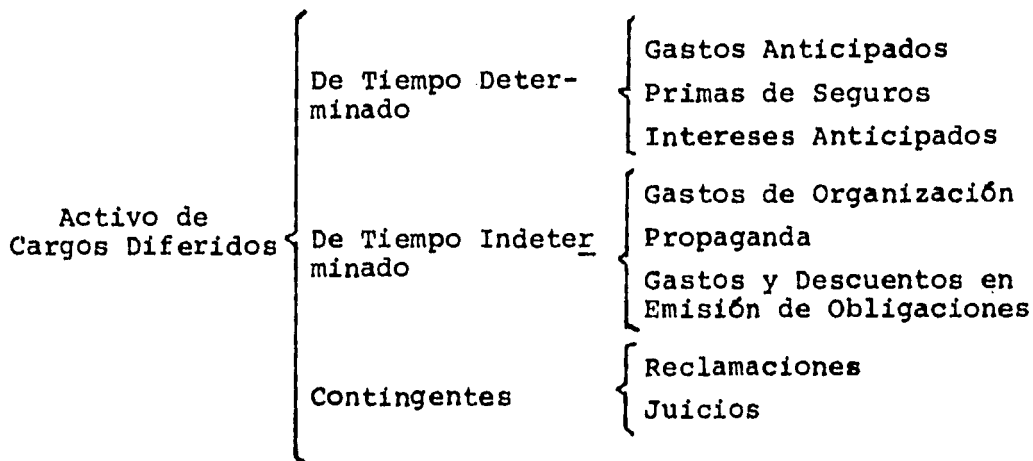 Activo de
Cargos Diferidos
De Tiempo Deter-
minado
Gastos Anticipados
Primas de Seguros
Intereses Anticipados
De Tiempo Indeter
minado
Gastos de Organización
Propaganda
Gastos y Descuentos en
Emisión de Obligaciones
Contingentes
Reclamaciones
Juicios